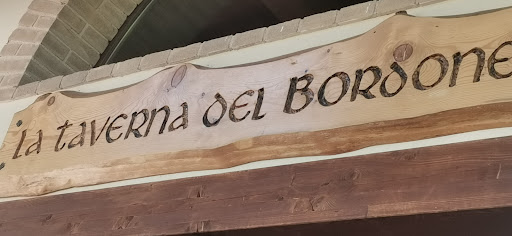 La taverna del Bordone